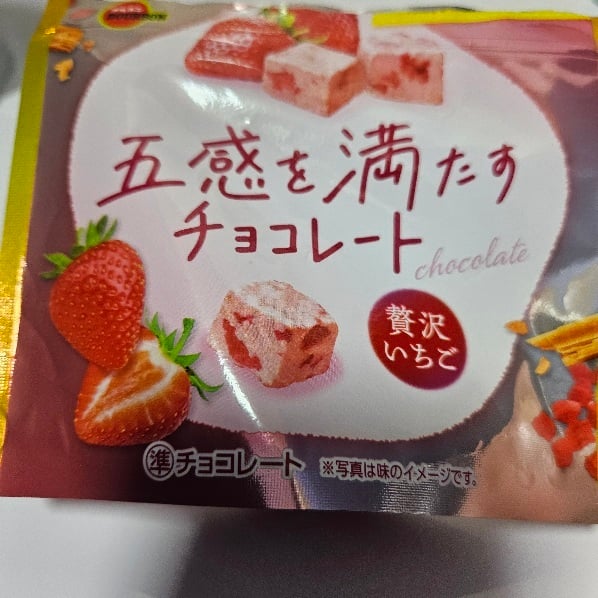 BOURBON
五感を満たす
チョコレート
chocolate
贅沢
いちご
準チョコレート ※写真は味のイメージです。